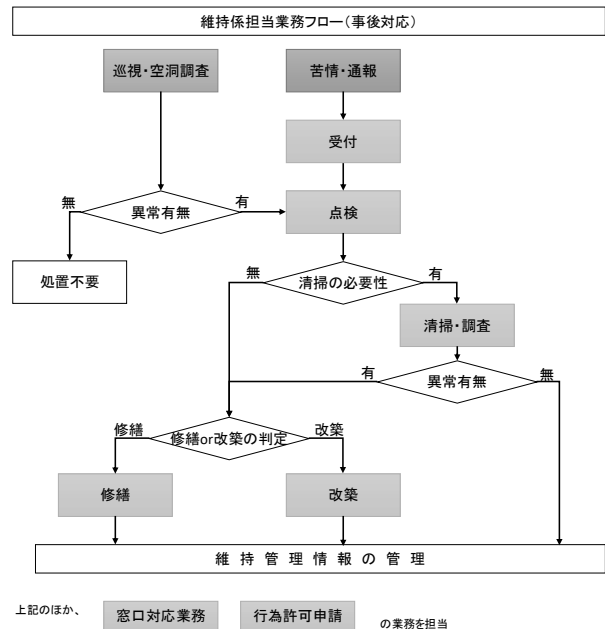 維持係担当業務フロー(事後対応)
巡視・空洞調査
苦情・通報
受付
無
異常有無
有
点検
処置不要
無
清掃の必要性
有
清掃・調査
有
異常有無
無
修繕
修繕or改築の判定
改築
修繕
改築
維持管理情報の管理
上記のほか、
窓口対応業務
行為許可申請
の業務を担当